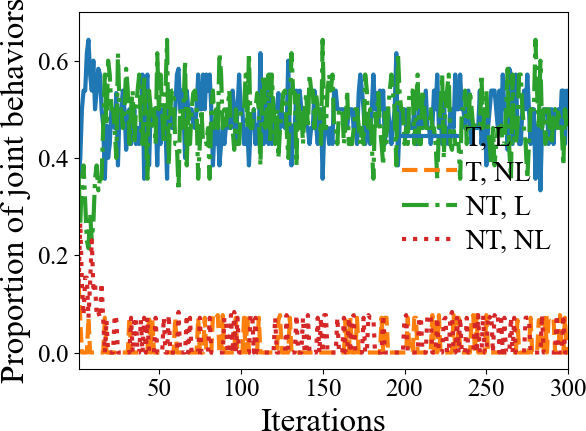 Proportion of joint behaviors
0.6
0.4
0.2
0.0
T, L
T, NL
NT, L
NT, NL
50
100
150
200
250
300
Iterations